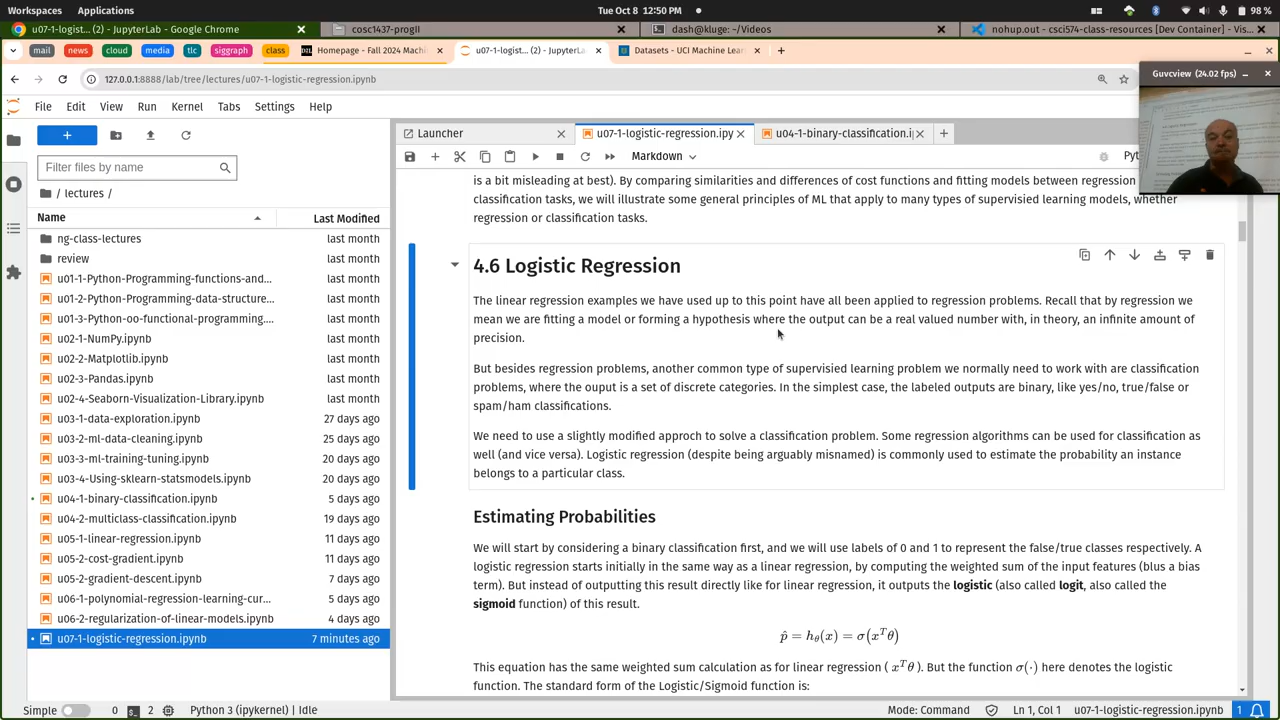 Workspaces Applications Tue Oct 8 12:50 PM 98 %
u07-1-logist... (2) - JupyterLab - Google Chrome
cosc1437-progII
dash@kluge: ~/Videos
nohup.out - csci574-class-resources [Dev Container] - Vis...
mail news cloud media tlc siggraph class
Homepage - Fall 2024 Machi
u07-1-logist... (2) - JupyterL
Datasets - UCI Machine Lear
127.0.0.1:8888/lab/tree/lectures/u07-1-logistic-regression.ipynb
Guvcview (24.02 fps)
File Edit View Run Kernel Tabs Settings Help
Launcher
u07-1-logistic-regression.ipy
u04-1-binary-classification.i
Markdown
Pyt
Filter files by name
/ lectures /
Name Last Modified
ng-class-lectures last month
review last month
u01-1-Python-Programming-functions-and... last month
u01-2-Python-Programming-data-structure... last month
u01-3-Python-oo-functional-programming.... last month
u02-1-NumPy.ipynb last month
u02-2-Matplotlib.ipynb last month
u02-3-Pandas.ipynb last month
u02-4-Seaborn-Visualization-Library.ipynb last month
u03-1-data-exploration.ipynb 27 days ago
u03-2-ml-data-cleaning.ipynb 25 days ago
u03-3-ml-training-tuning.ipynb 20 days ago
u03-4-Using-sklearn-statsmodels.ipynb 20 days ago
u04-1-binary-classification.ipynb 5 days ago
u04-2-multiclass-classification.ipynb 19 days ago
u05-1-linear-regression.ipynb 11 days ago
u05-2-cost-gradient.ipynb 11 days ago
u05-2-gradient-descent.ipynb 7 days ago
u06-1-polynomial-regression-learning-cur... 5 days ago
u06-2-regularization-of-linear-models.ipynb 4 days ago
u07-1-logistic-regression.ipynb 7 minutes ago
is a bit misleading at best). By comparing similarities and differences of cost functions and fitting models between regression
classification tasks, we will illustrate some general principles of ML that apply to many types of supervisied learning models, whether
regression or classification tasks.
4.6 Logistic Regression
The linear regression examples we have used up to this point have all been applied to regression problems. Recall that by regression we
mean we are fitting a model or forming a hypothesis where the output can be a real valued number with, in theory, an infinite amount of
precision.
But besides regression problems, another common type of supervisied learning problem we normally need to work with are classification
problems, where the ouput is a set of discrete categories. In the simplest case, the labeled outputs are binary, like yes/no, true/false or
spam/ham classifications.
We need to use a slightly modified approch to solve a classification problem. Some regression algorithms can be used for classification as
well (and vice versa). Logistic regression (despite being arguably misnamed) is commonly used to estimate the probability an instance
belongs to a particular class.
Estimating Probabilities
We will start by considering a binary classification first, and we will use labels of 0 and 1 to represent the false/true classes respectively. A
logistic regression starts initially in the same way as a linear regression, by computing the weighted sum of the input features (blus a bias
term). But instead of outputting this result directly like for linear regression, it outputs the logistic (also called logit, also called the
sigmoid function) of this result.
p̂ = hθ(x) = σ(xᵀθ)
This equation has the same weighted sum calculation as for linear regression ( xᵀθ ). But the function σ(·) here denotes the logistic
function. The standard form of the Logistic/Sigmoid function is:
Simple 0 2 Python 3 (ipykernel) | Idle Mode: Command Ln 1, Col 1 u07-1-logistic-regression.ipynb 1